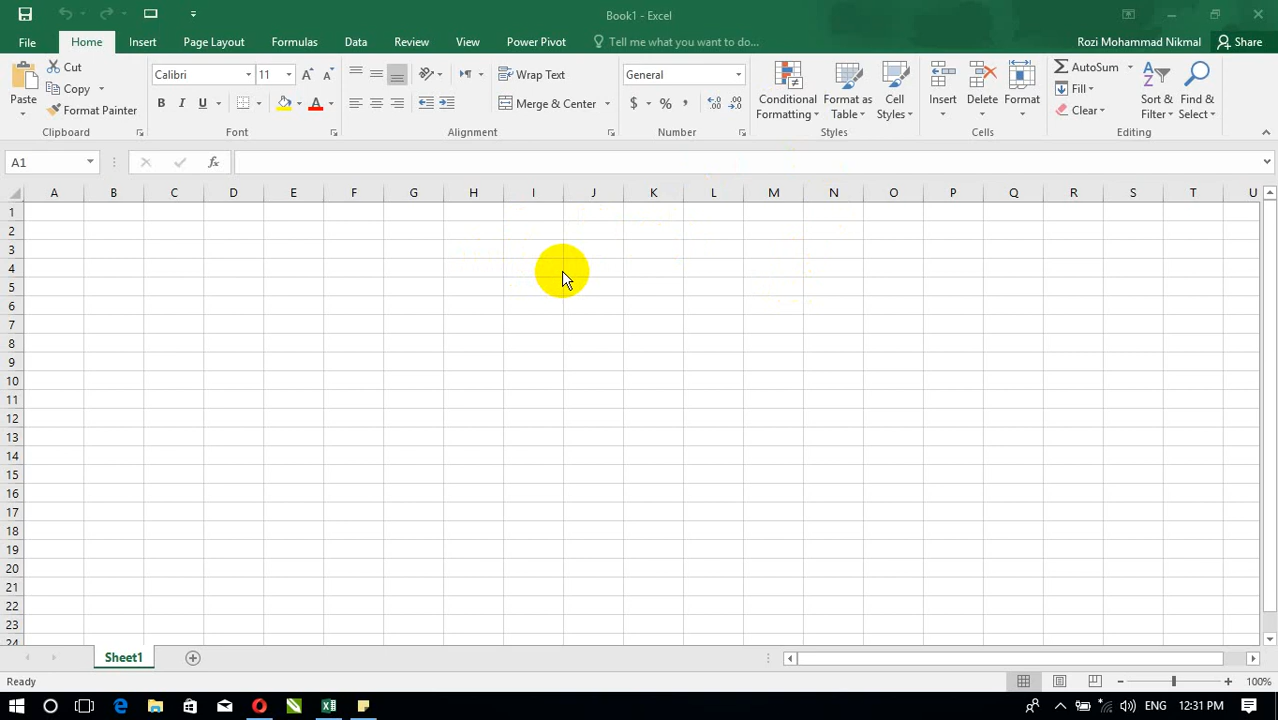 Book1 - Excel
File Home Insert Page Layout Formulas Data Review View Power Pivot Tell me what you want to do... Rozi Mohammad Nikmal Share
Paste Cut Copy Format Painter Clipboard
Calibri 11 A A B I U A Font
Wrap Text Merge & Center Alignment
General $ % , Number
Conditional Formatting Format as Table Cell Styles Styles
Insert Delete Format Cells
AutoSum Fill Clear Sort & Filter Find & Select Editing
A1 fx
A B C D E F G H I J K L M N O P Q R S T U
1
2
3
4
5
6
7
8
9
10
11
12
13
14
15
16
17
18
19
20
21
22
23
24
Sheet1
Ready 100%
ENG 12:31 PM